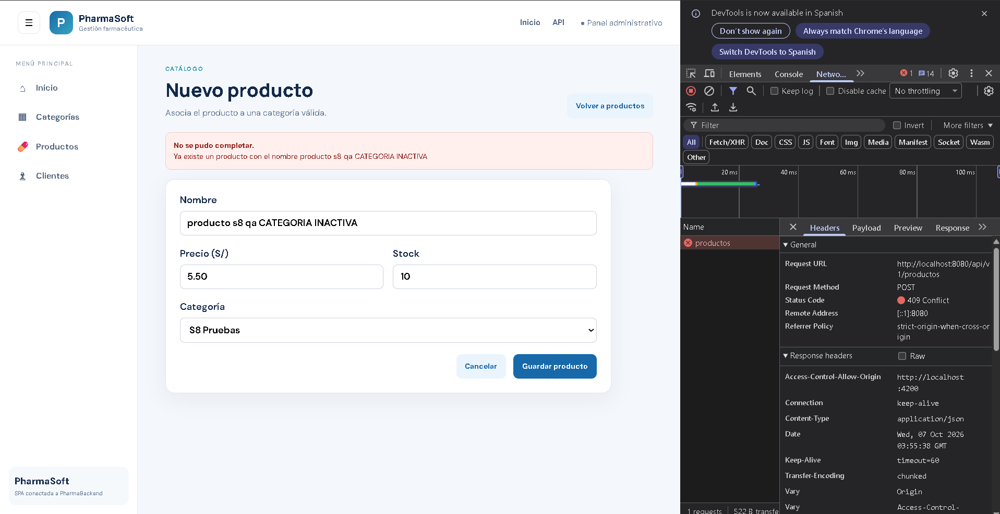 ☰
P
PharmaSoft
Gestión farmacéutica
Inicio
API
● Panel administrativo
MENÚ PRINCIPAL
Inicio
Categorías
Productos
Clientes
PharmaSoft
SPA conectada a PharmaBackend
CATÁLOGO
Nuevo producto
Asocia el producto a una categoría válida.
Volver a productos
No se pudo completar.
Ya existe un producto con el nombre producto s8 qa CATEGORIA INACTIVA
Nombre
producto s8 qa CATEGORIA INACTIVA
Precio (S/)
Stock
5.50
10
Categoría
S8 Pruebas
Cancelar
Guardar producto
DevTools is now available in Spanish
Don't show again
Always match Chrome's language
Switch DevTools to Spanish
Elements
Console
Netwo...
1
14
Keep log
Disable cache
No throttling
Filter
Invert
More filters
All
Fetch/XHR
Doc
CSS
JS
Font
Img
Media
Manifest
Socket
Wasm
Other
20 ms
40 ms
60 ms
80 ms
100 ms
Name
productos
Headers
Payload
Preview
Response
General
Request URL
http://localhost:8080/api/v
1/productos
Request Method
POST
Status Code
409 Conflict
Remote Address
[::1]:8080
Referrer Policy
strict-origin-when-cross-or
igin
Response headers
Raw
Access-Control-Allow-Origin
http://localhost
:4200
Connection
keep-alive
Content-Type
application/json
Date
Wed, 07 Oct 2026
03:55:38 GMT
Keep-Alive
timeout=60
Transfer-Encoding
chunked
Vary
Origin
Vary
Access-Control-
1 requests
522 B transfe